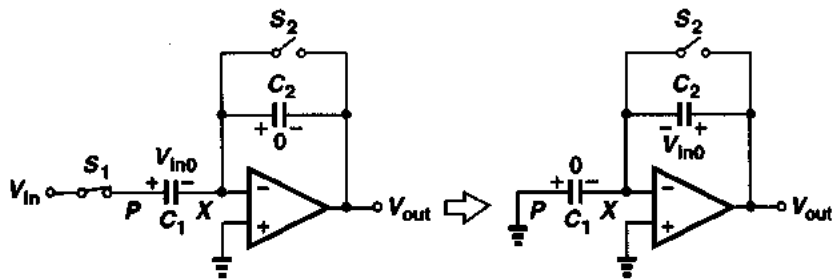 S2
C2
+ 0 −
S1
Vin0
+ −
Vin
P
C1
X
−
+
Vout
S2
C2
− +
Vin0
0
+ −
P
C1
X
−
+
Vout